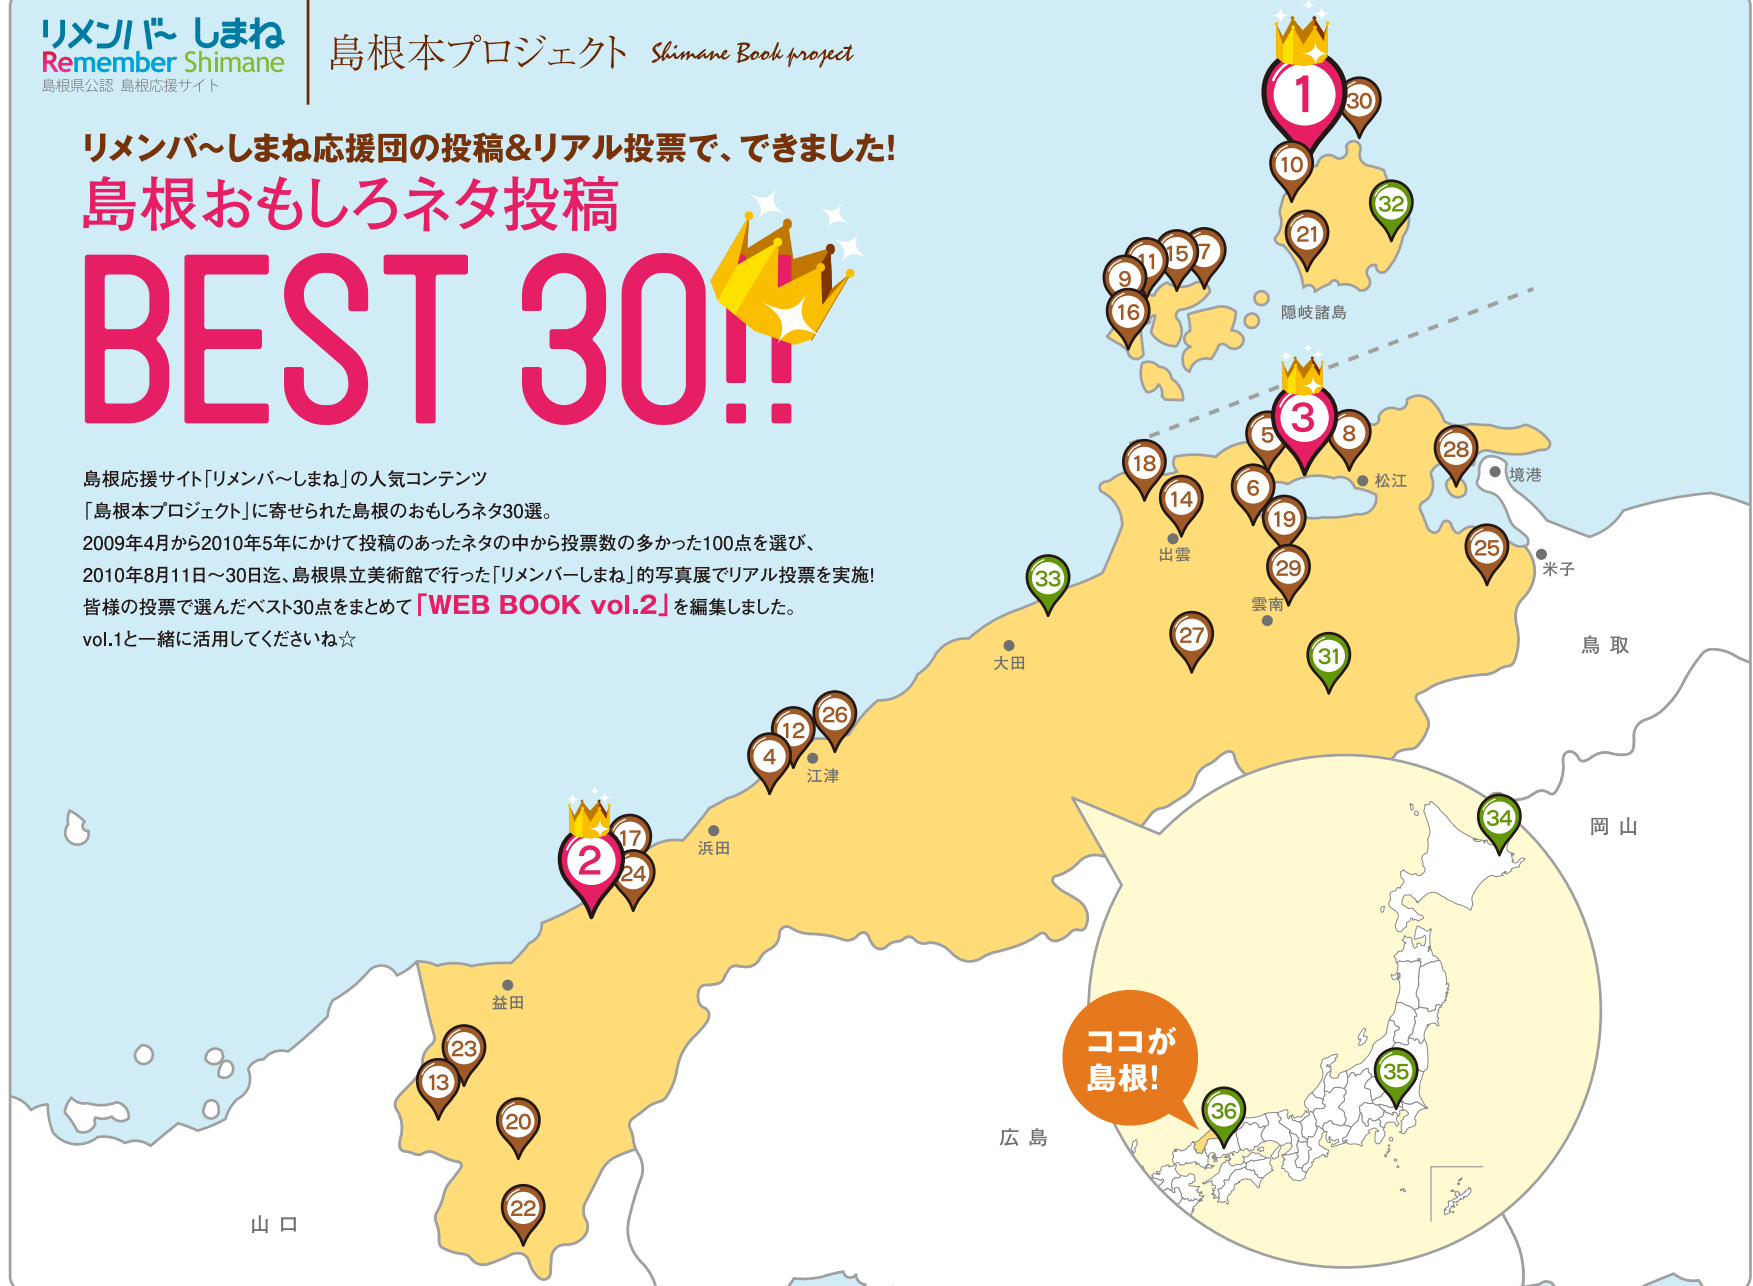 リメンバ～ しまね
Remember Shimane
島根県公認 島根応援サイト
島根本プロジェクト Shimane Book project
リメンバ～しまね応援団の投稿&リアル投票で、できました!
島根おもしろネタ投稿
BEST 30!!
島根応援サイト「リメンバ～しまね」の人気コンテンツ
「島根本プロジェクト」に寄せられた島根のおもしろネタ30選。
2009年4月から2010年5年にかけて投稿のあったネタの中から投票数の多かった100点を選び、
2010年8月11日～30日迄、島根県立美術館で行った「リメンバーしまね」的写真展でリアル投票を実施!
皆様の投票で選んだベスト30点をまとめて「WEB BOOK vol.2」を編集しました。
vol.1と一緒に活用してくださいね☆
1
30
10
32
21
7
15
11
9
16
隠岐諸島
3
5
8
28
18
14
6
19
松江
境港
25
出雲
米子
33
29
雲南
27
31
大田
鳥取
26
12
4
江津
岡山
34
17
2
24
浜田
益田
23
13
20
22
ココが
島根!
35
36
広島
山口